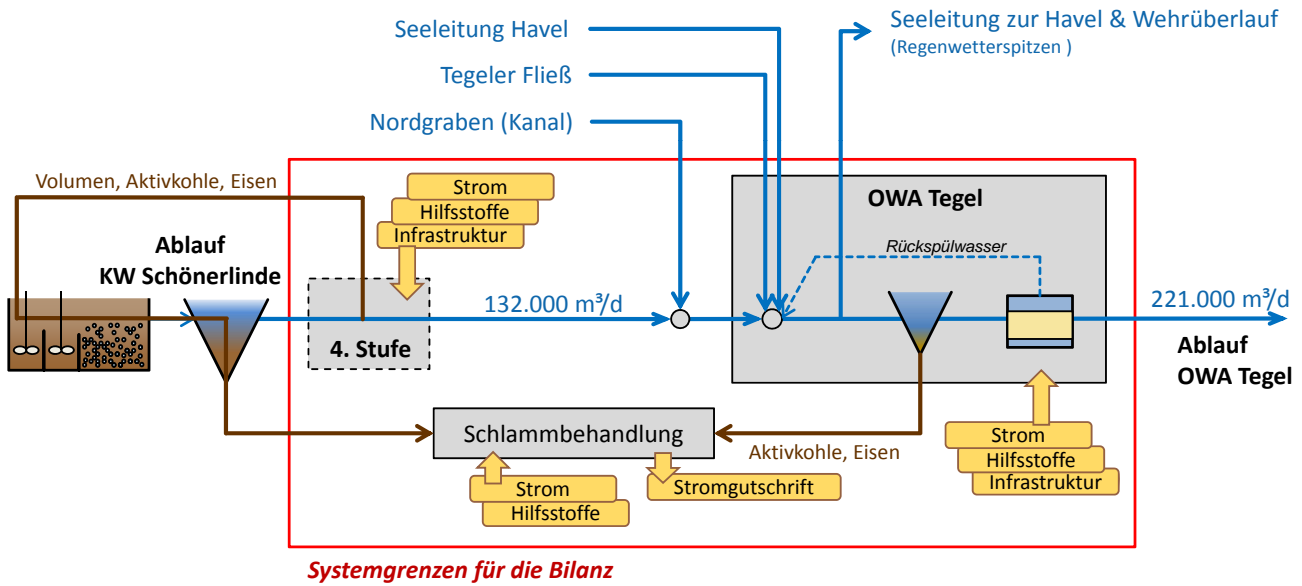 Seeleitung Havel
Tegeler Fließ
Nordgraben (Kanal)
Seeleitung zur Havel & Wehrüberlauf
(Regenwetterspitzen )
Volumen, Aktivkohle, Eisen
Strom
Hilfsstoffe
Infrastruktur
OWA Tegel
Rückspülwasser
Ablauf
KW Schönerlinde
132.000 m³/d
221.000 m³/d
4. Stufe
Ablauf
OWA Tegel
Schlammbehandlung
Aktivkohle, Eisen
Strom
Hilfsstoffe
Infrastruktur
Strom
Hilfsstoffe
Stromgutschrift
Systemgrenzen für die Bilanz